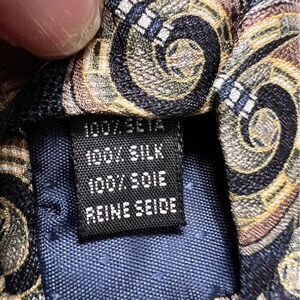 100% SETA
100% SILK
100% SOIE
REINE SEIDE